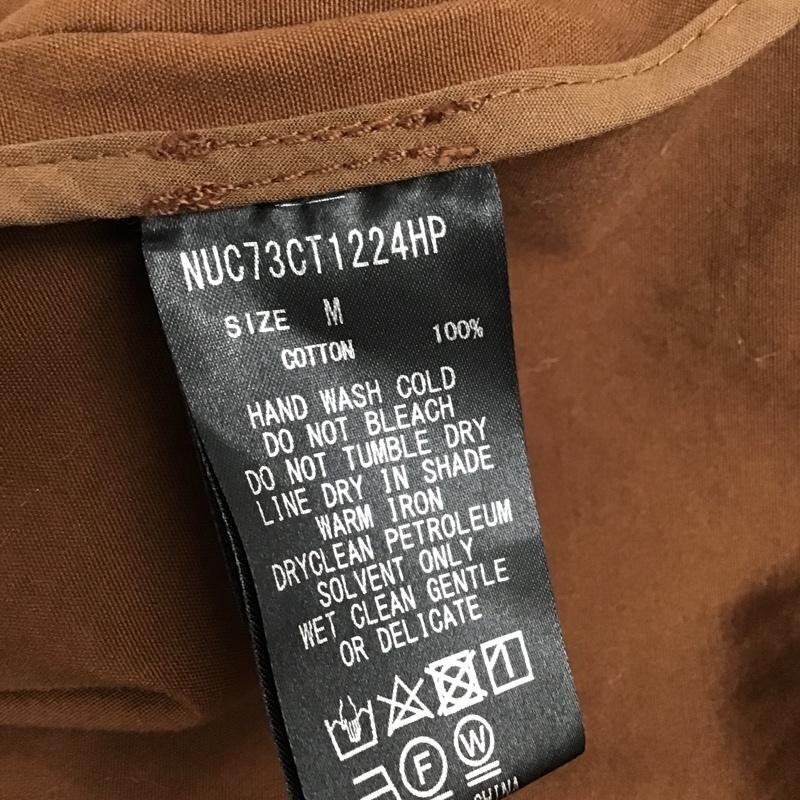 NUC73CT1224HP
SIZE M
COTTON 100%
HAND WASH COLD
DO NOT BLEACH
DO NOT TUMBLE DRY
LINE DRY IN SHADE
WARM IRON
DRYCLEAN PETROLEUM
SOLVENT ONLY
WET CLEAN GENTLE
OR DELICATE
F W
CHINA